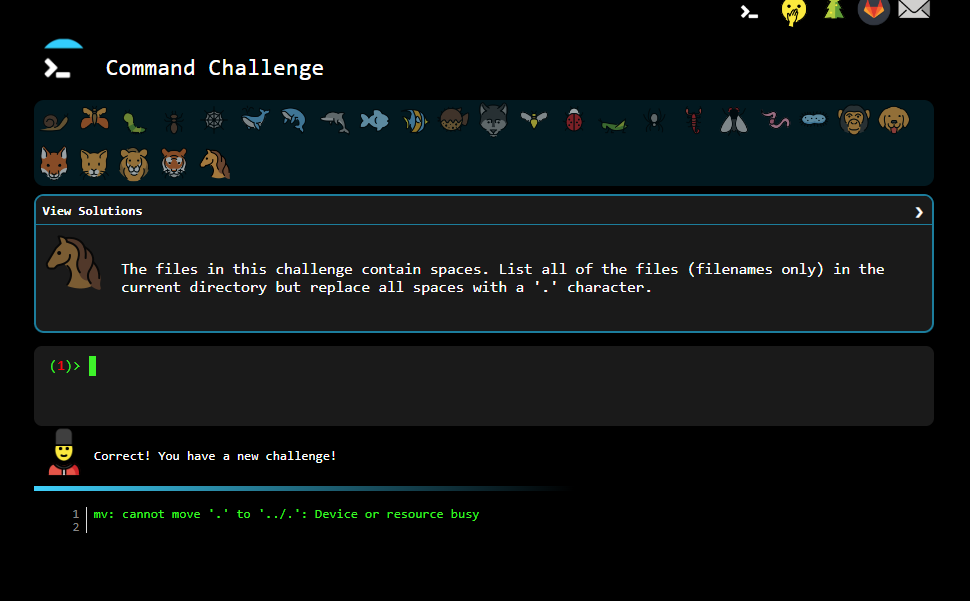 Command Challenge
View Solutions
The files in this challenge contain spaces. List all of the files (filenames only) in the
current directory but replace all spaces with a '.' character.
(1)>
Correct! You have a new challenge!
1 mv: cannot move '.' to '../.': Device or resource busy
2